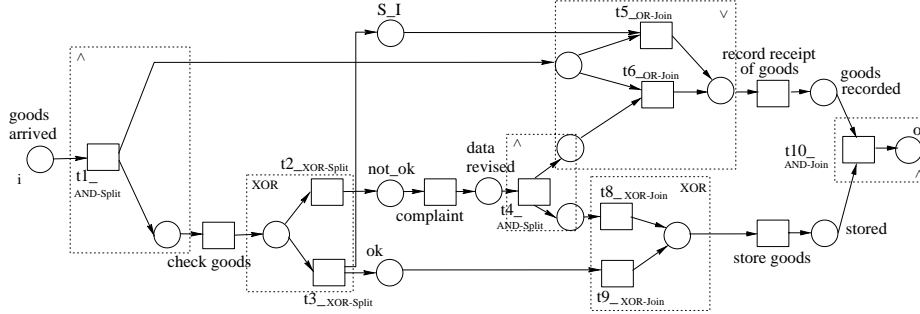 S_I
t5_OR-Join
∨
∧
t6_OR-Join
record receipt
of goods
goods
recorded
goods
arrived
i
t1_
AND-Split
∧
data
revised
t2_XOR-Split
not_ok
XOR
complaint
t4_
AND-Split
t8_XOR-Join
XOR
t10_
AND-Join
o
∧
check goods
t3_XOR-Split
ok
t9_XOR-Join
store goods
stored